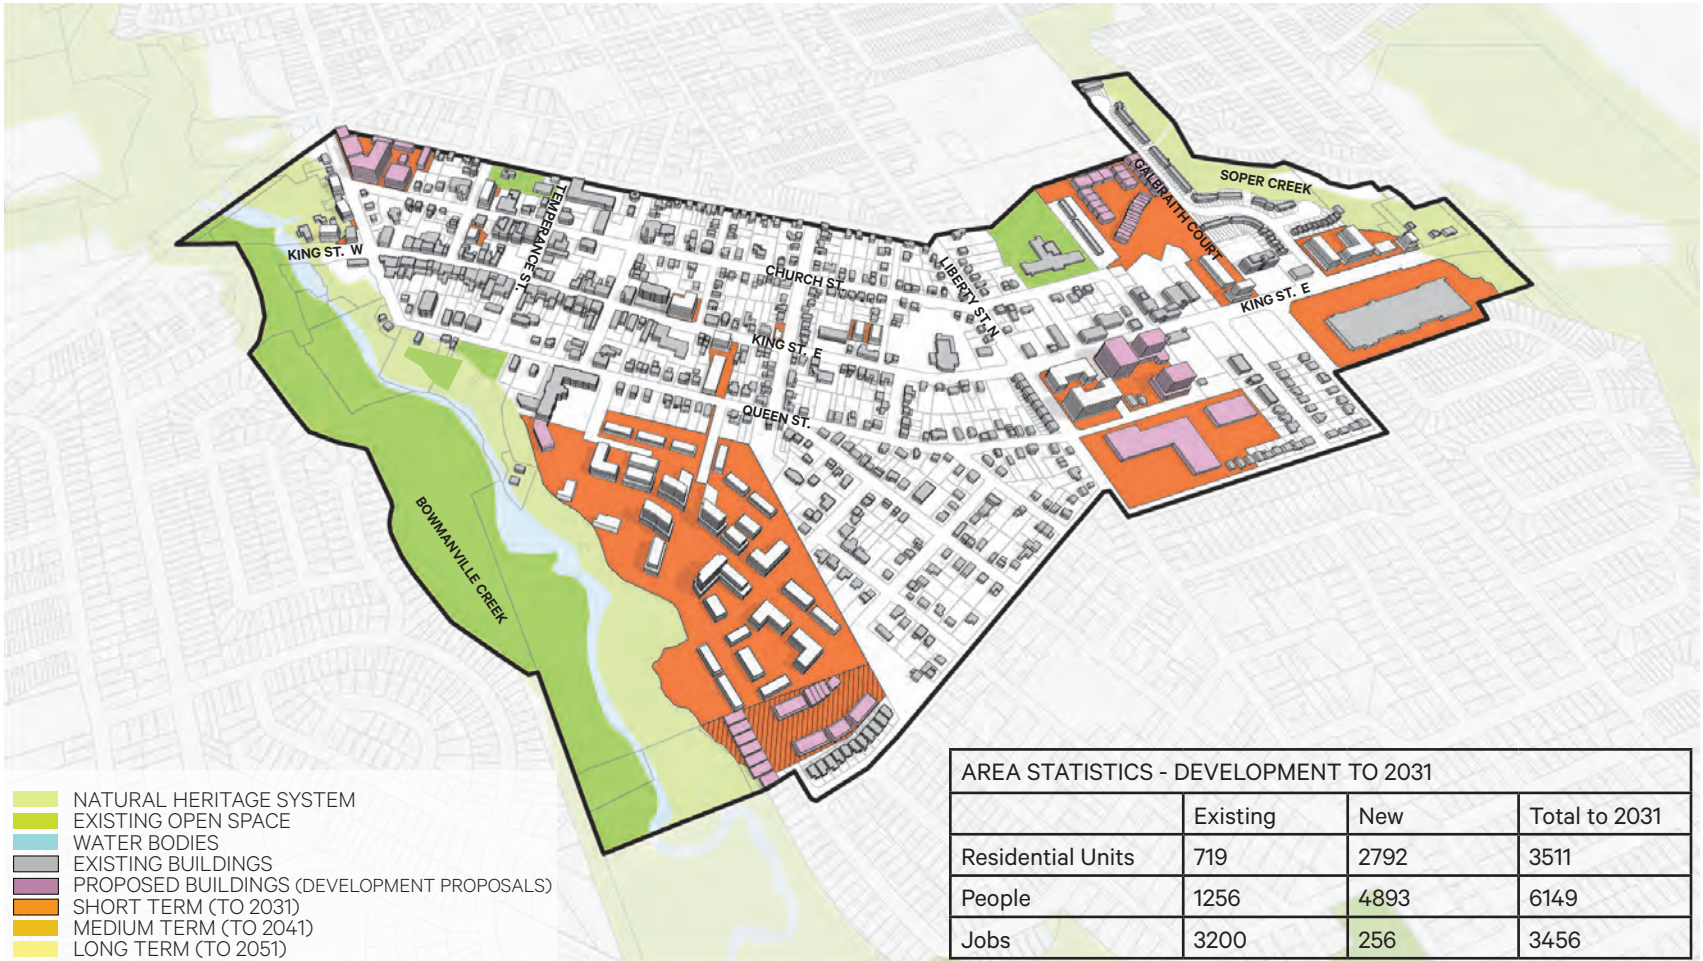 SOPER CREEK
GALBRAITH COURT
TEMPERANCE ST.
KING ST. W
CHURCH ST.
LIBERTY ST. N
KING ST. E
KING ST. E
QUEEN ST.
BOWMANVILLE CREEK
NATURAL HERITAGE SYSTEM
EXISTING OPEN SPACE
WATER BODIES
EXISTING BUILDINGS
PROPOSED BUILDINGS (DEVELOPMENT PROPOSALS)
SHORT TERM (TO 2031)
MEDIUM TERM (TO 2041)
LONG TERM (TO 2051)
AREA STATISTICS - DEVELOPMENT TO 2031
Existing New Total to 2031
Residential Units 719 2792 3511
People 1256 4893 6149
Jobs 3200 256 3456